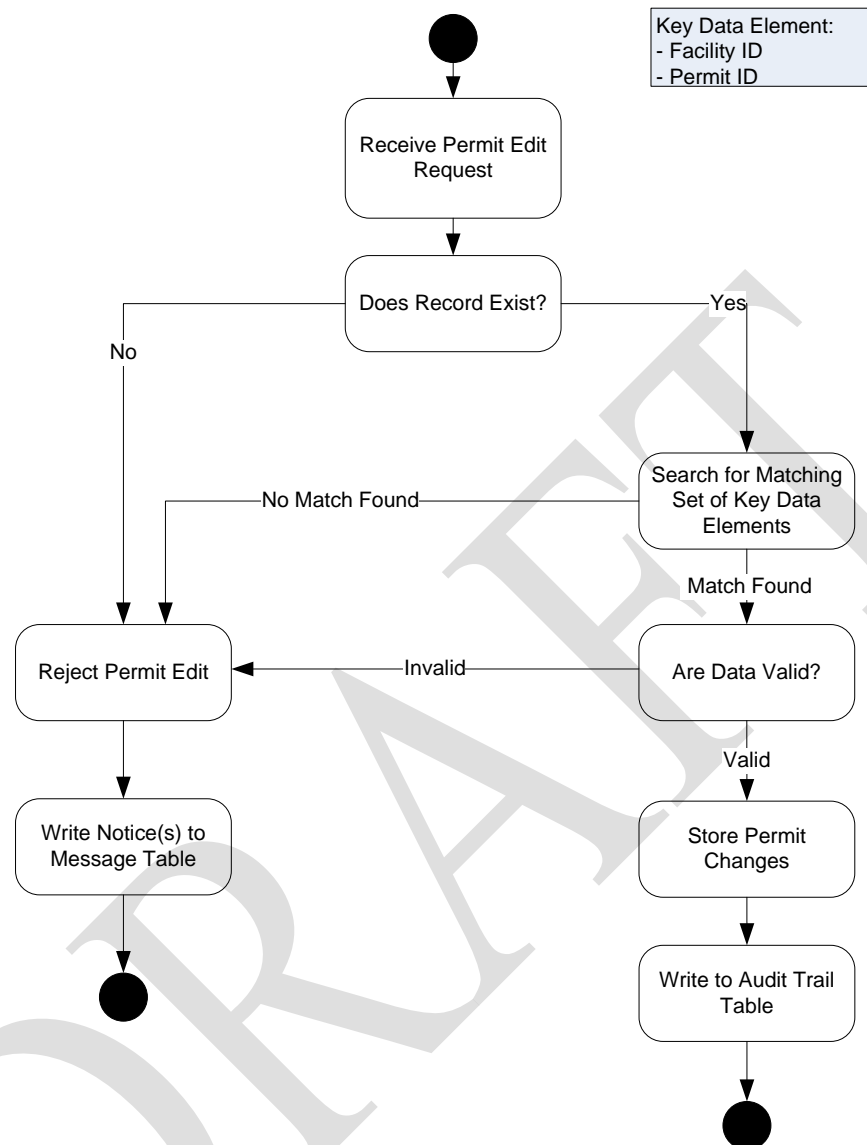 Key Data Element:
- Facility ID
- Permit ID
Receive Permit Edit
Request
Does Record Exist?
Yes
No
Search for Matching
Set of Key Data
Elements
No Match Found
Match Found
Reject Permit Edit
Invalid
Are Data Valid?
Valid
Write Notice(s) to
Message Table
Store Permit
Changes
Write to Audit Trail
Table
DRAFT